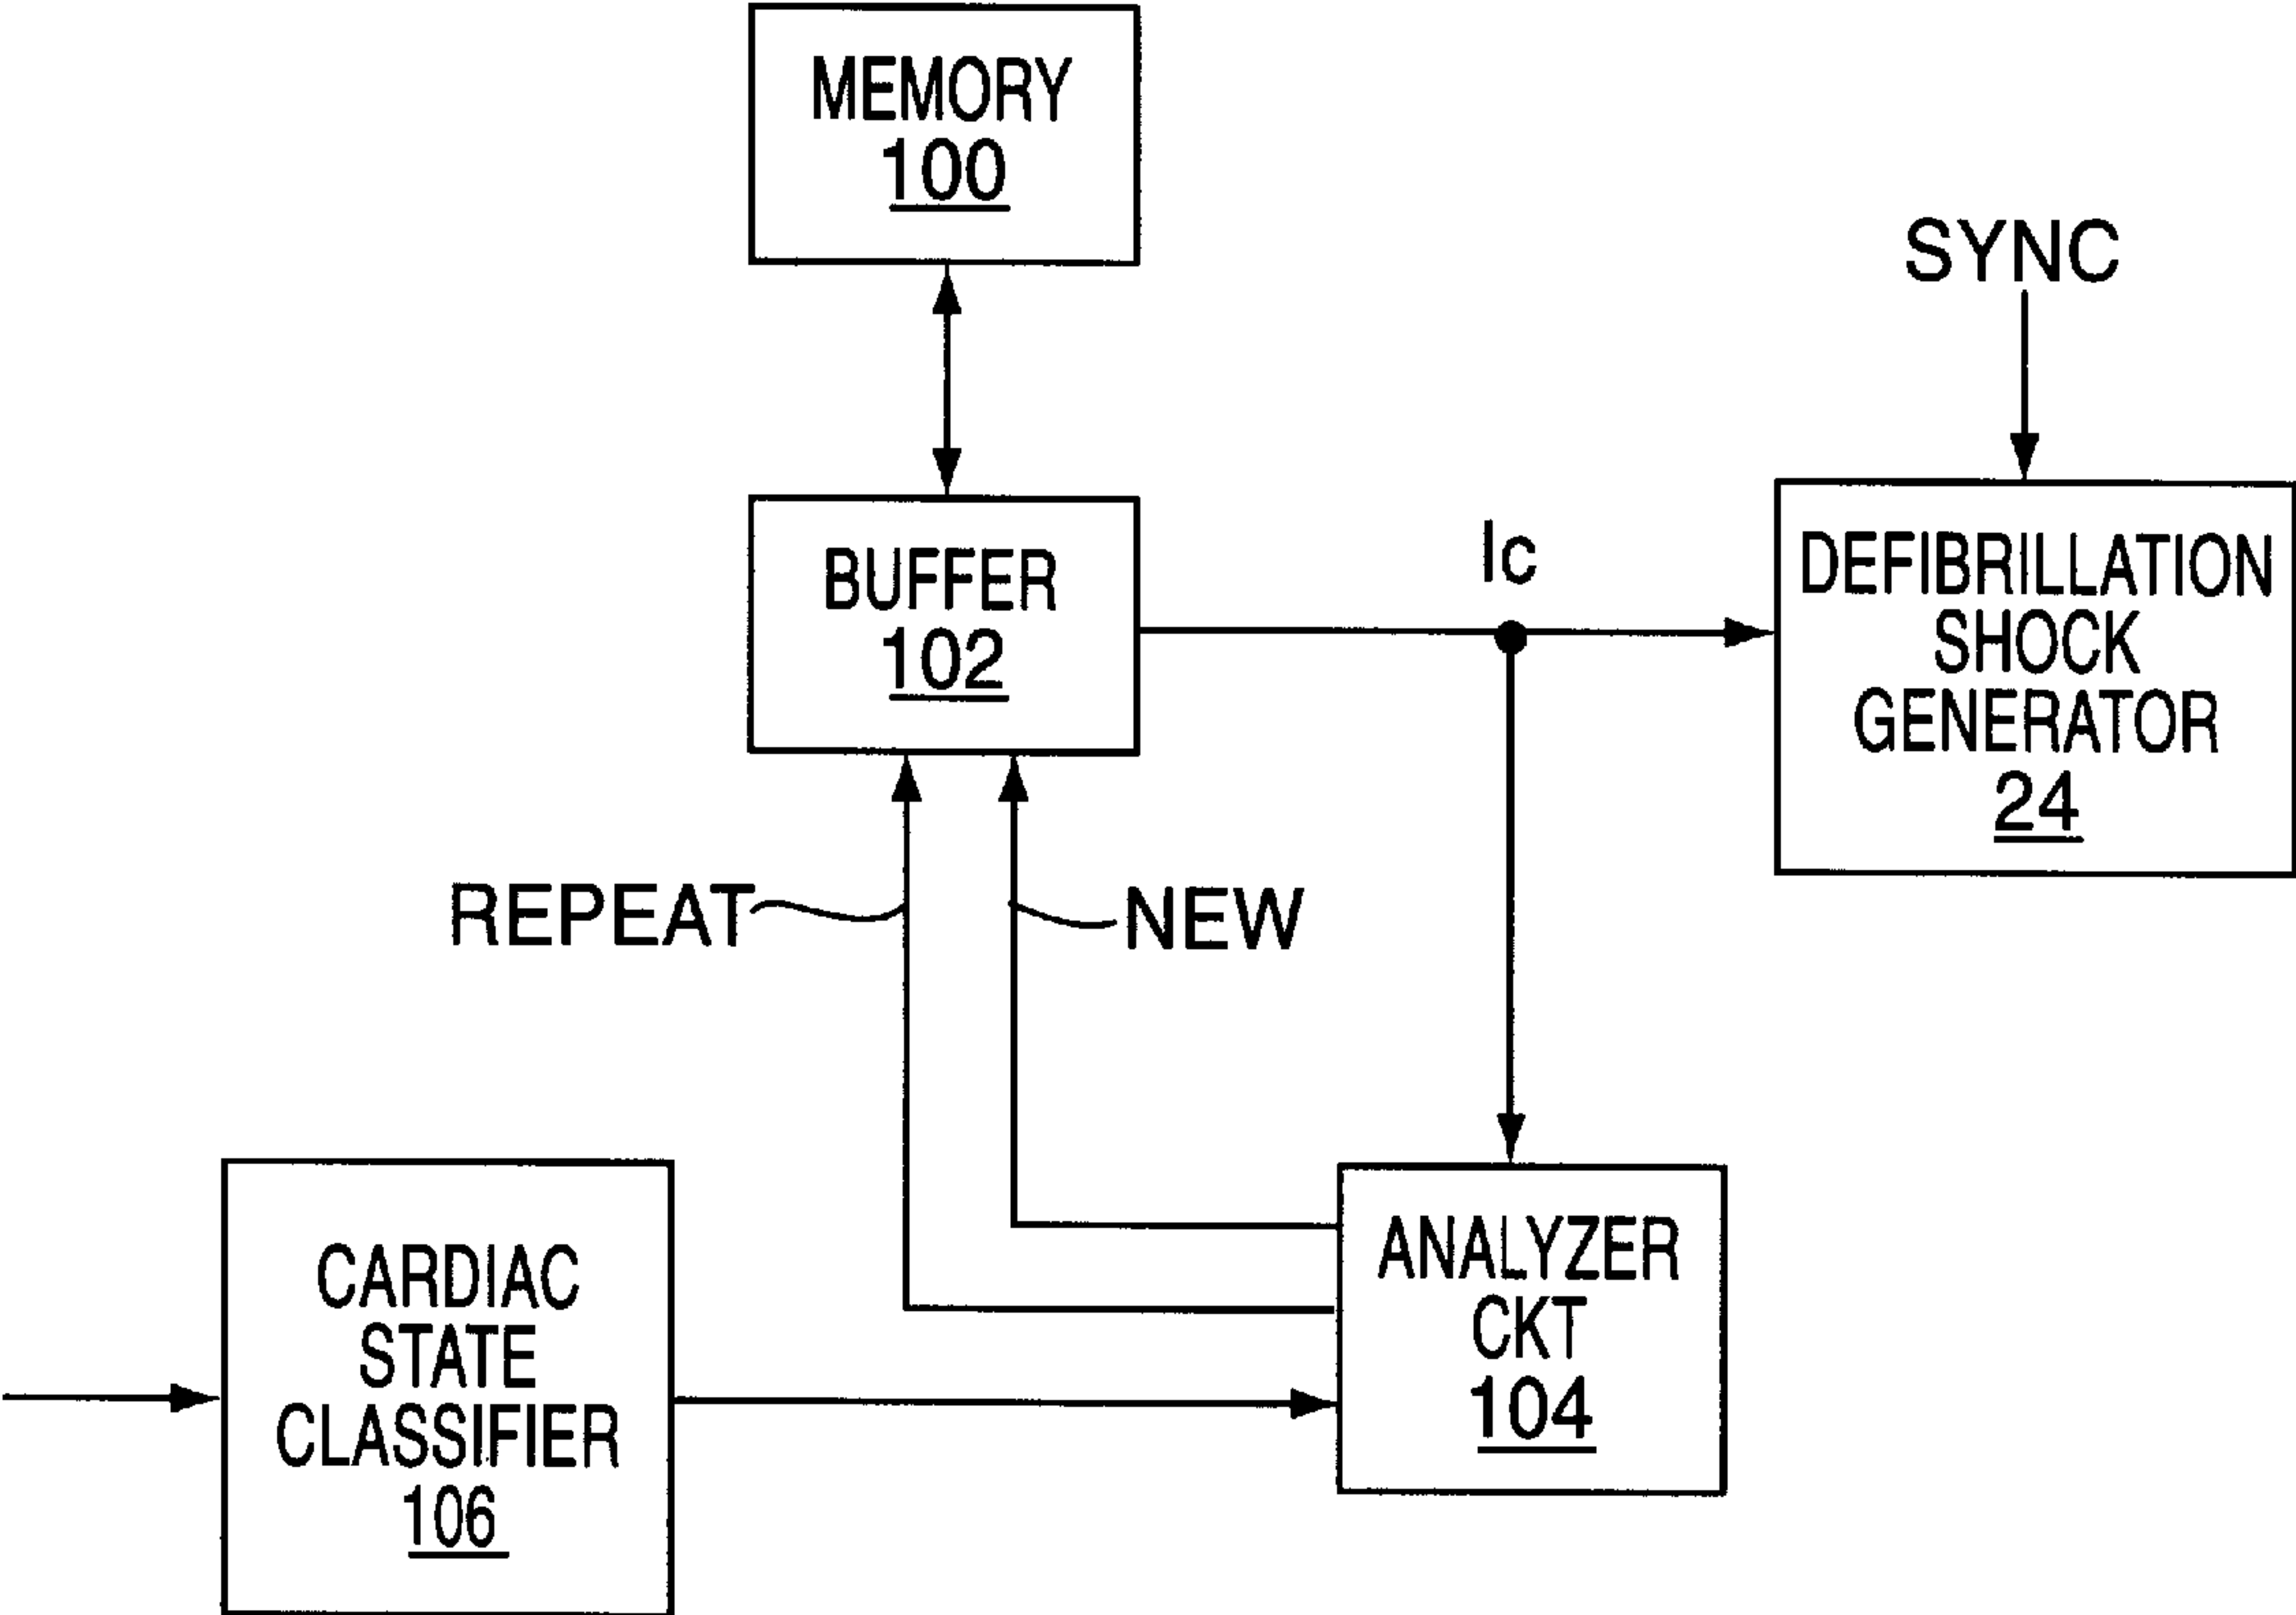 MEMORY
100
SYNC
BUFFER
102
Ic
DEFIBRILLATION
SHOCK
GENERATOR
24
REPEAT
NEW
CARDIAC
STATE
CLASSIFIER
106
ANALYZER
CKT
104